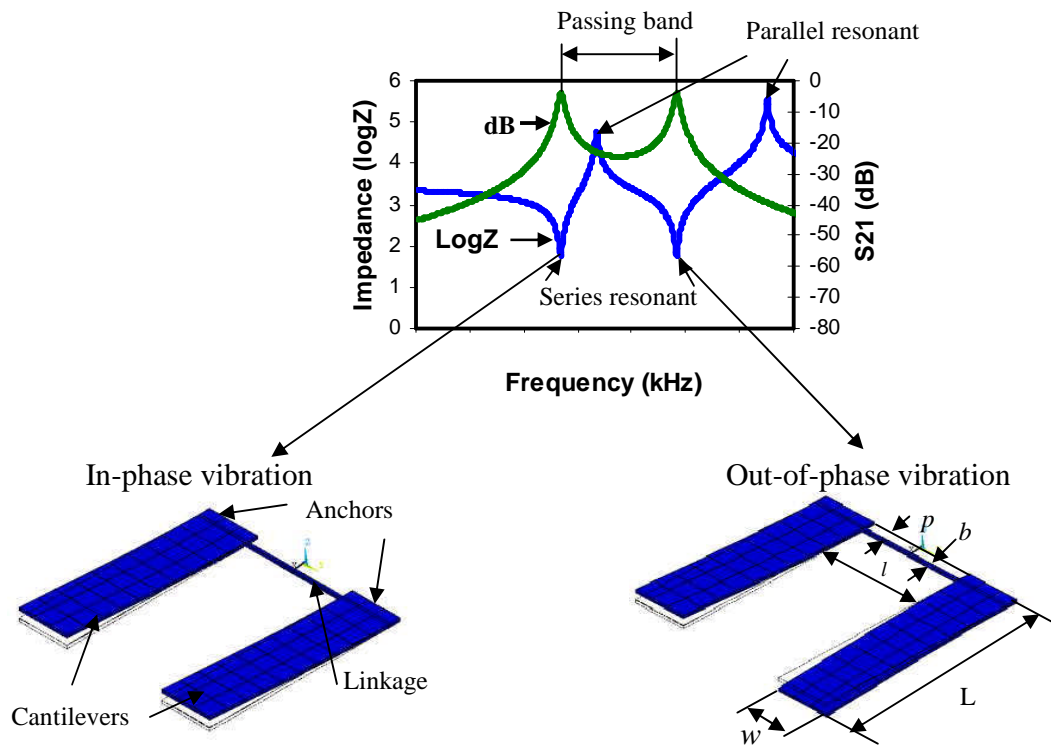 Passing band
Parallel resonant
Impedance (logZ)
6
5
4
3
2
1
0
dB
LogZ
Series resonant
0
-10
-20
-30
-40
-50
-60
-70
-80
S21 (dB)
Frequency (kHz)
In-phase vibration
Anchors
Cantilevers
Linkage
Out-of-phase vibration
p
b
l
L
w